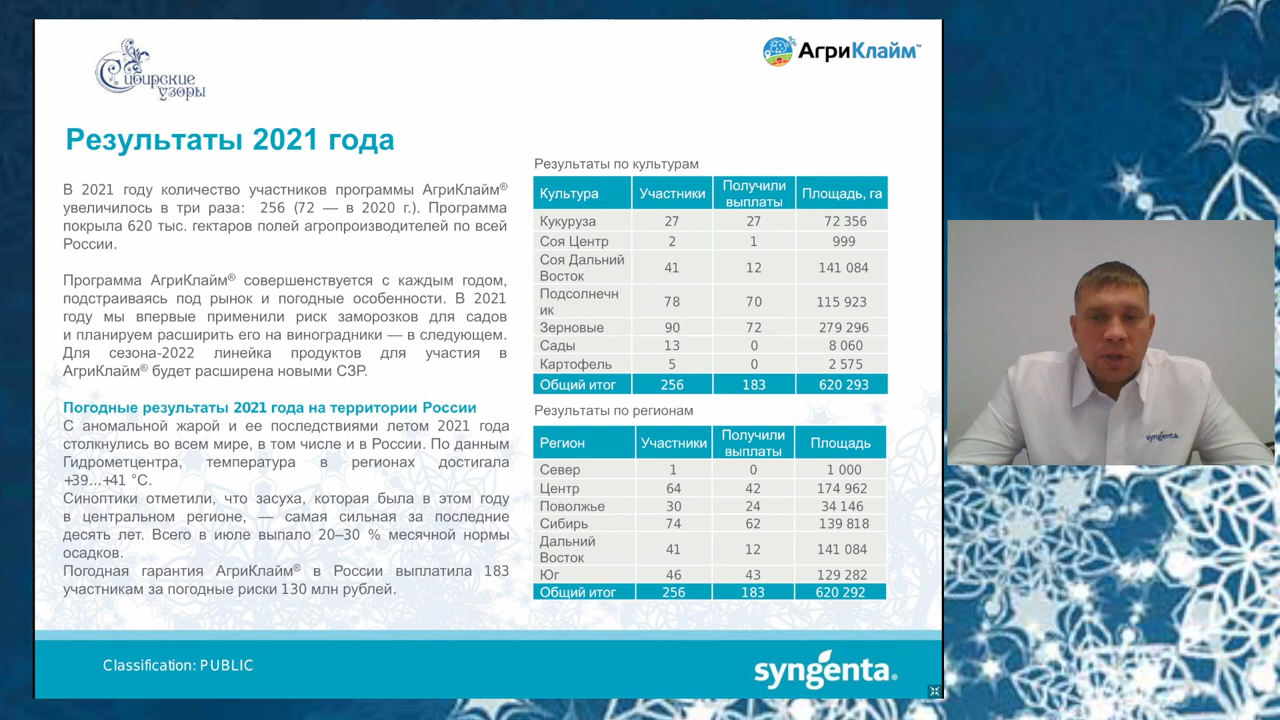 Сибирские
узоры
АгриКлайм™
Результаты 2021 года
В 2021 году количество участников программы АгриКлайм®
увеличилось в три раза: 256 (72 — в 2020 г.). Программа
покрыла 620 тыс. гектаров полей агропроизводителей по всей
России.
Программа АгриКлайм® совершенствуется с каждым годом,
подстраиваясь под рынок и погодные особенности. В 2021
году мы впервые применили риск заморозков для садов
и планируем расширить его на виноградники — в следующем.
Для сезона-2022 линейка продуктов для участия в
АгриКлайм® будет расширена новыми СЗР.
Погодные результаты 2021 года на территории России
С аномальной жарой и ее последствиями летом 2021 года
столкнулись во всем мире, в том числе и в России. По данным
Гидрометцентра, температура в регионах достигала
+39...+41 °С.
Синоптики отметили, что засуха, которая была в этом году
в центральном регионе, — самая сильная за последние
десять лет. Всего в июле выпало 20–30 % месячной нормы
осадков.
Погодная гарантия АгриКлайм® в России выплатила 183
участникам за погодные риски 130 млн рублей.
Результаты по культурам
Культура Участники Получили выплаты Площадь, га
Кукуруза 27 27 72 356
Соя Центр 2 1 999
Соя Дальний
Восток 41 12 141 084
Подсолнечн
ик 78 70 115 923
Зерновые 90 72 279 296
Сады 13 0 8 060
Картофель 5 0 2 575
Общий итог 256 183 620 293
Результаты по регионам
Регион Участники Получили выплаты Площадь
Север 1 0 1 000
Центр 64 42 174 962
Поволжье 30 24 34 146
Сибирь 74 62 139 818
Дальний
Восток 41 12 141 084
Юг 46 43 129 282
Общий итог 256 183 620 292
syngenta.
Classification: PUBLIC
syngenta®